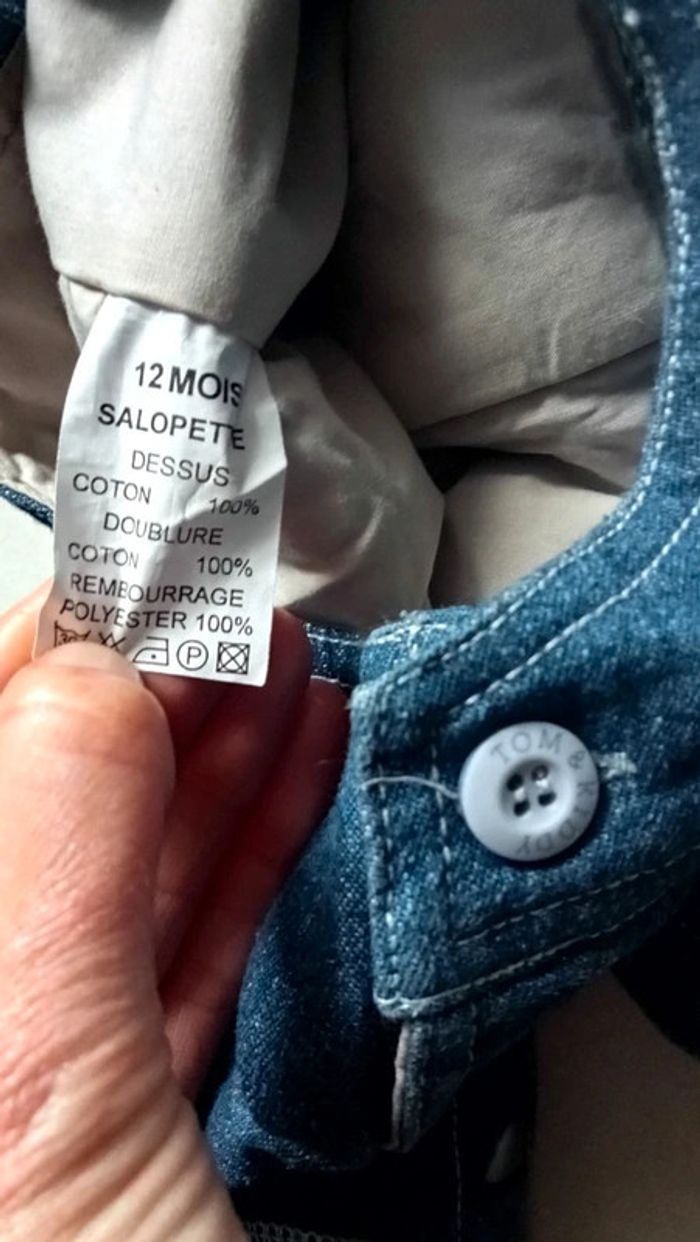 12 MOIS
SALOPETTE
DESSUS
COTON 100%
DOUBLURE
COTON 100%
REMBOURRAGE
POLYESTER 100%
P
TOM & KIDDY